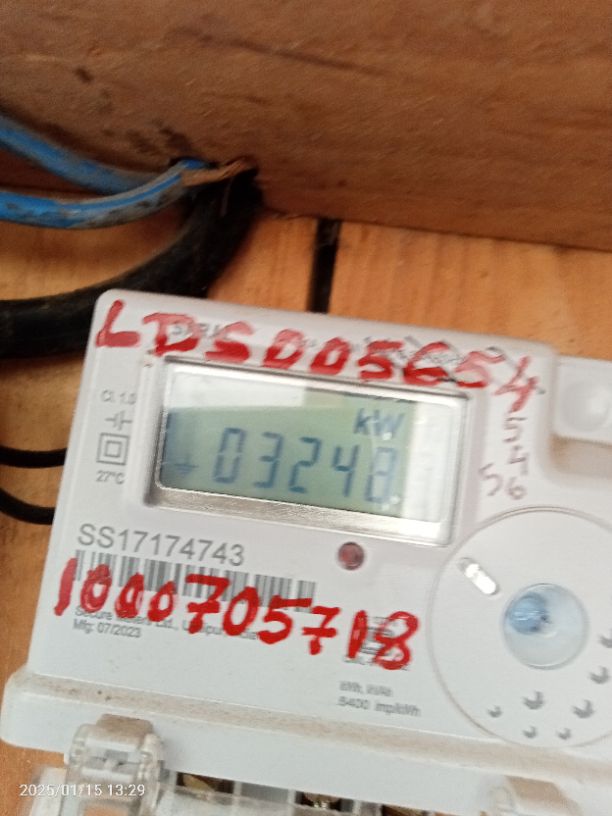 LDS005654
Cl. 1.0
kW
03248
27°C
5
56
SS17174743
1000705718
Mfg: 07/2023
kWh, kVAh
6400 imp/kWh
2025/01/15 13:29